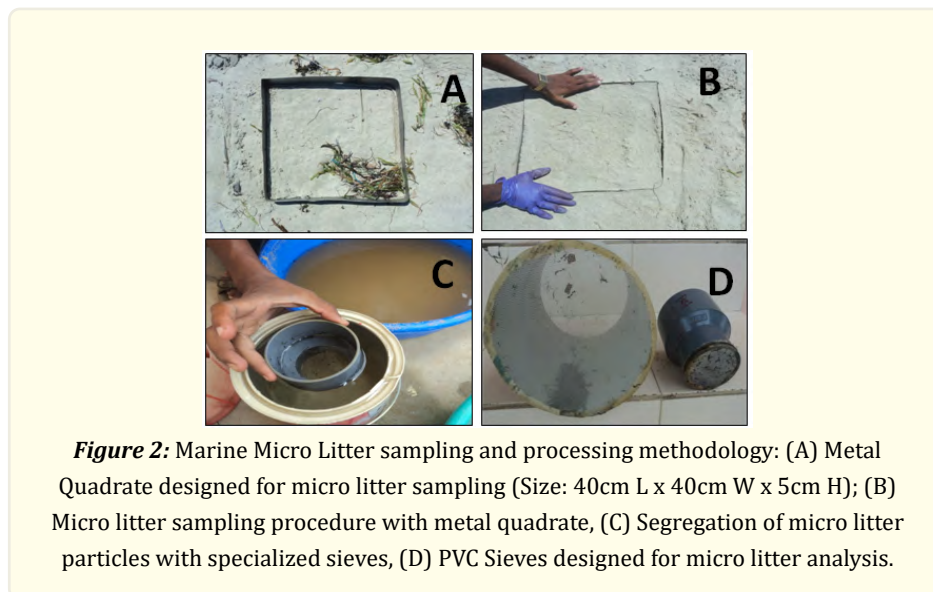 A
B
C
D
Figure 2: Marine Micro Litter sampling and processing methodology: (A) Metal
Quadrate designed for micro litter sampling (Size: 40cm L x 40cm W x 5cm H); (B)
Micro litter sampling procedure with metal quadrate, (C) Segregation of micro litter
particles with specialized sieves, (D) PVC Sieves designed for micro litter analysis.